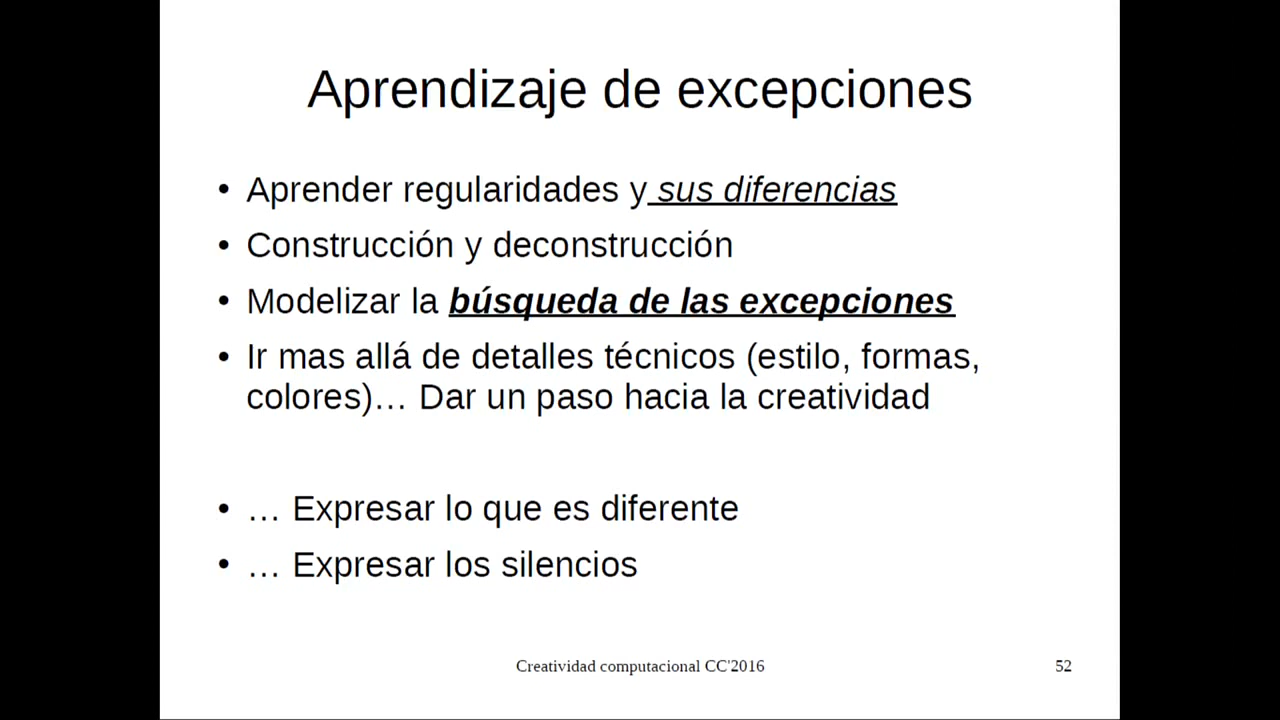 Aprendizaje de excepciones
• Aprender regularidades y sus diferencias
• Construcción y deconstrucción
• Modelizar la búsqueda de las excepciones
• Ir mas allá de detalles técnicos (estilo, formas,
colores)… Dar un paso hacia la creatividad
• … Expresar lo que es diferente
• … Expresar los silencios
Creatividad computacional CC'2016
52